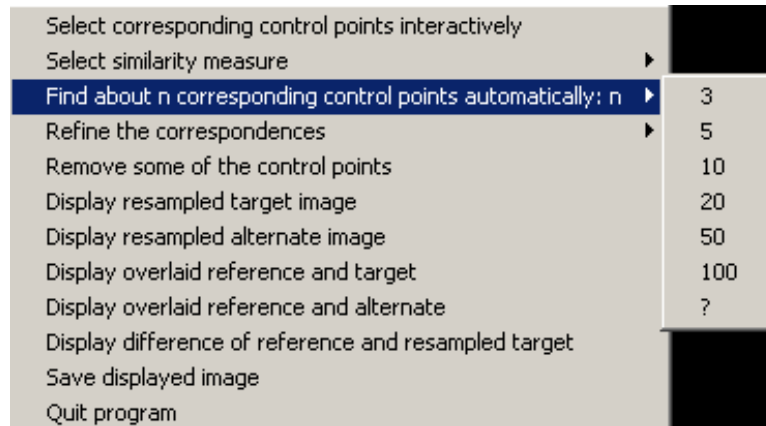 Select corresponding control points interactively
Select similarity measure
Find about n corresponding control points automatically: n
Refine the correspondences
Remove some of the control points
Display resampled target image
Display resampled alternate image
Display overlaid reference and target
Display overlaid reference and alternate
Display difference of reference and resampled target
Save displayed image
Quit program
3
5
10
20
50
100
?